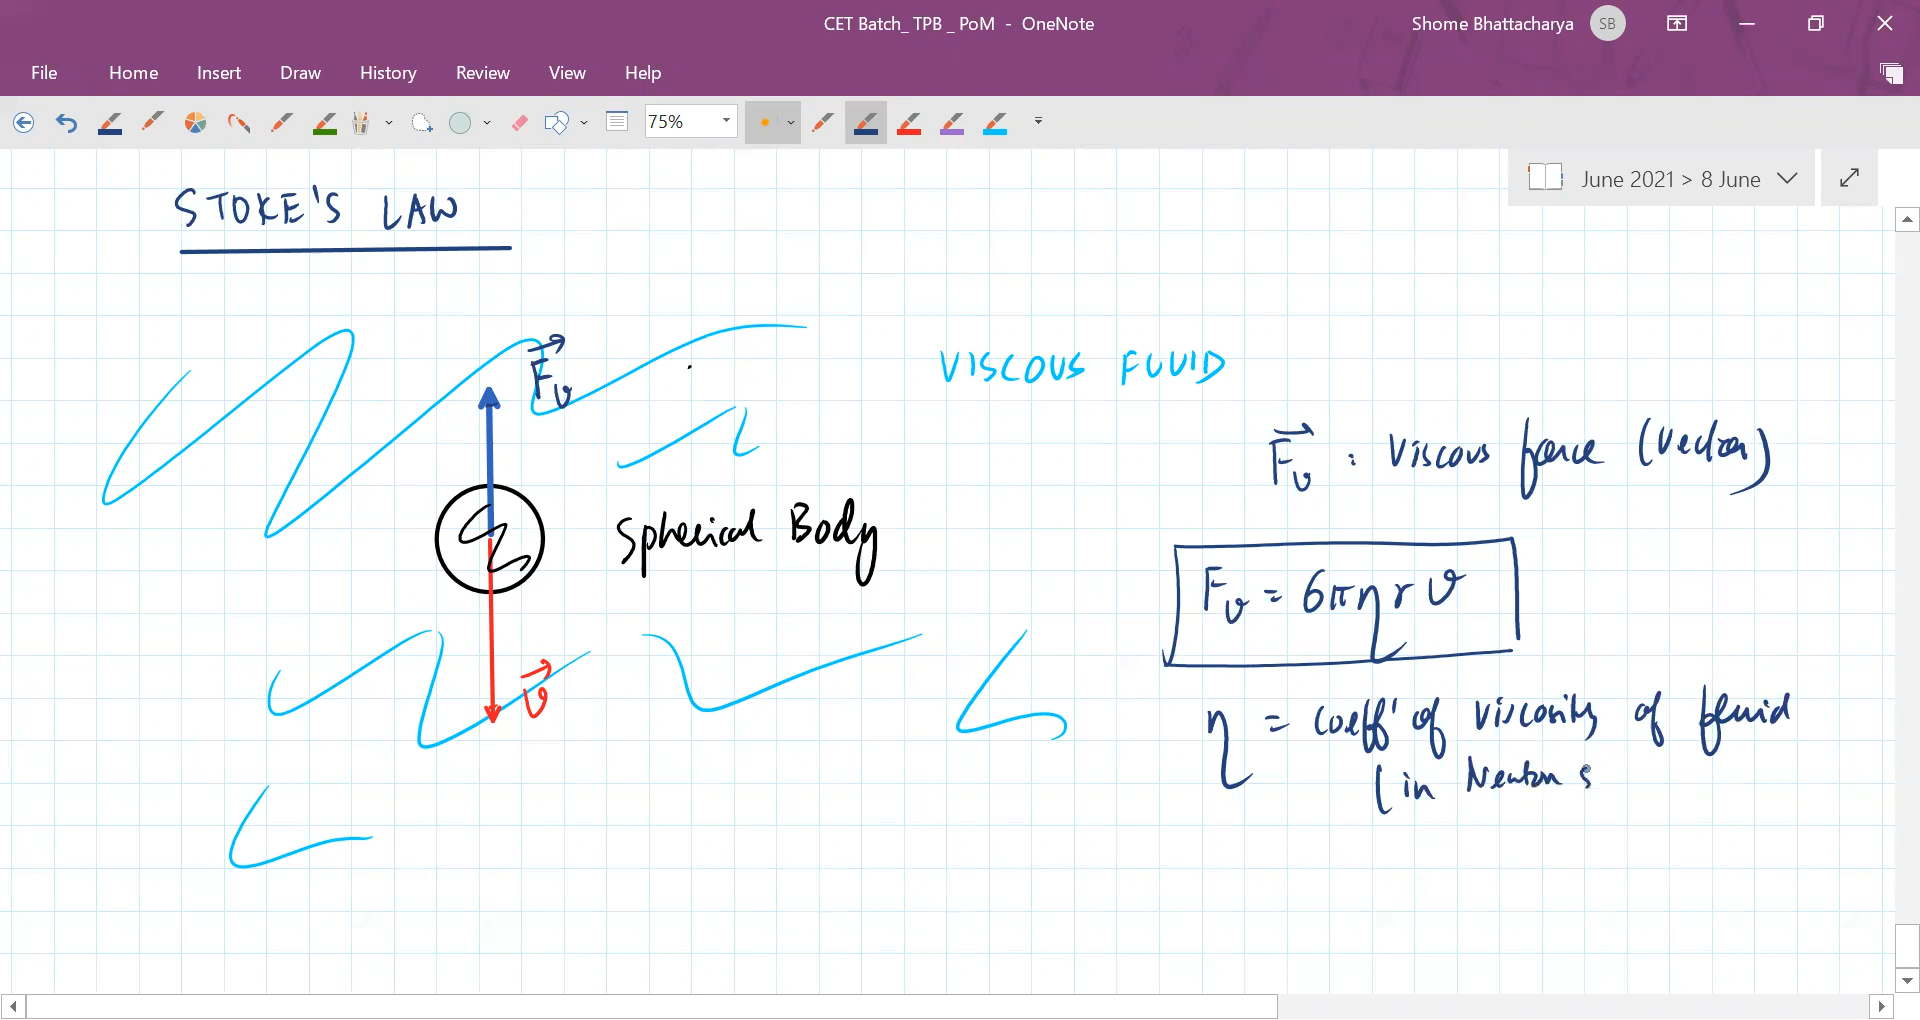 CET Batch_ TPB _ PoM - OneNote
Shome Bhattacharya SB
File Home Insert Draw History Review View Help
75%
June 2021 > 8 June
STOKE'S LAW
VISCOUS FLUID
Fv
Fv : Viscous force (Vector)
Spherical Body
Fv = 6πηrv
v
η = coeff' of viscosity of fluid
(in Newton s